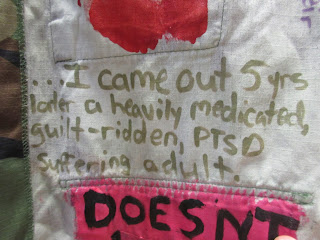 ...I came out 5yrs
later a heavily medicated,
guilt-ridden, PTSD
suffering adult.
DOESN'T